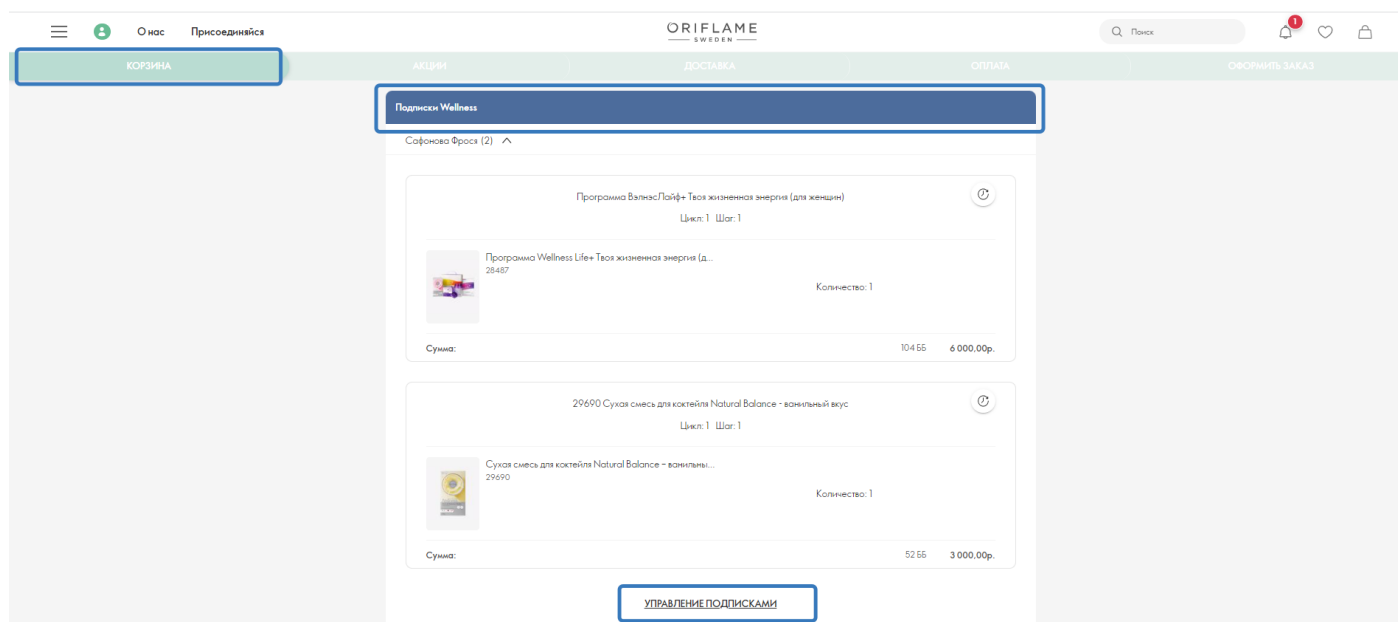 О нас Присоединяйся ORIFLAME Поиск 1
SWEDEN
КОРЗИНА АКЦИИ ДОСТАВКА ОПЛАТА ОФОРМИТЬ ЗАКАЗ
Подписки Wellness
Сафонова Фрося (2)
Программа ВэлнэсЛайф+ Твоя жизненная энергия (для женщин)
Цикл: 1 Шаг: 1
Программа Wellness Life+ Твоя жизненная энергия (д...
28487
Количество: 1
Сумма: 104 ББ 6 000,00р.
29690 Сухая смесь для коктейля Natural Balance - ванильный вкус
Цикл: 1 Шаг: 1
Сухая смесь для коктейля Natural Balance – ванильны...
29690
Количество: 1
Сумма: 52 ББ 3 000,00р.
УПРАВЛЕНИЕ ПОДПИСКАМИ